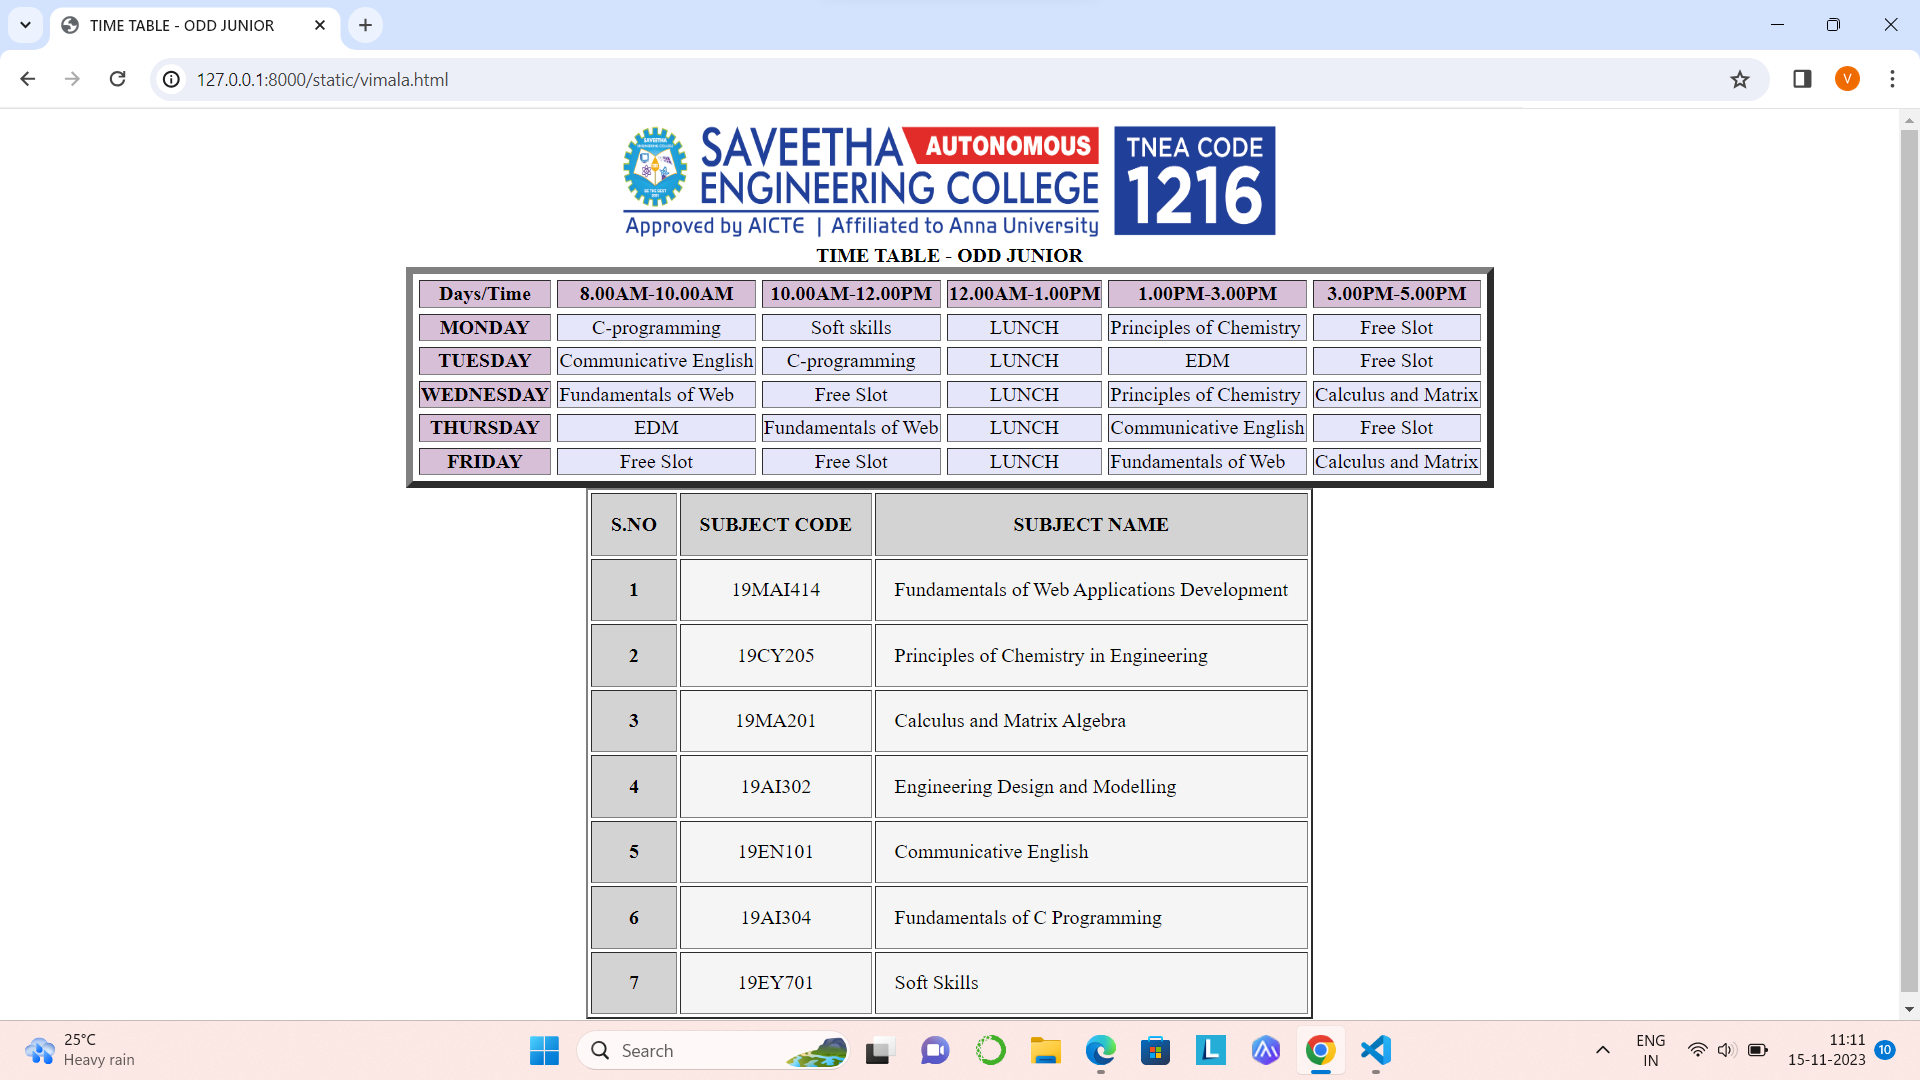 TIME TABLE - ODD JUNIOR
127.0.0.1:8000/static/vimala.html
V
SAVEETHA AUTONOMOUS
ENGINEERING COLLEGE
Approved by AICTE | Affiliated to Anna University
TNEA CODE
1216
TIME TABLE - ODD JUNIOR
Days/Time 8.00AM-10.00AM 10.00AM-12.00PM 12.00AM-1.00PM 1.00PM-3.00PM 3.00PM-5.00PM
MONDAY C-programming Soft skills LUNCH Principles of Chemistry Free Slot
TUESDAY Communicative English C-programming LUNCH EDM Free Slot
WEDNESDAY Fundamentals of Web Free Slot LUNCH Principles of Chemistry Calculus and Matrix
THURSDAY EDM Fundamentals of Web LUNCH Communicative English Free Slot
FRIDAY Free Slot Free Slot LUNCH Fundamentals of Web Calculus and Matrix
S.NO SUBJECT CODE SUBJECT NAME
1 19MAI414 Fundamentals of Web Applications Development
2 19CY205 Principles of Chemistry in Engineering
3 19MA201 Calculus and Matrix Algebra
4 19AI302 Engineering Design and Modelling
5 19EN101 Communicative English
6 19AI304 Fundamentals of C Programming
7 19EY701 Soft Skills
25°C
Heavy rain
Search
L
ENG
IN
11:11
15-11-2023
10